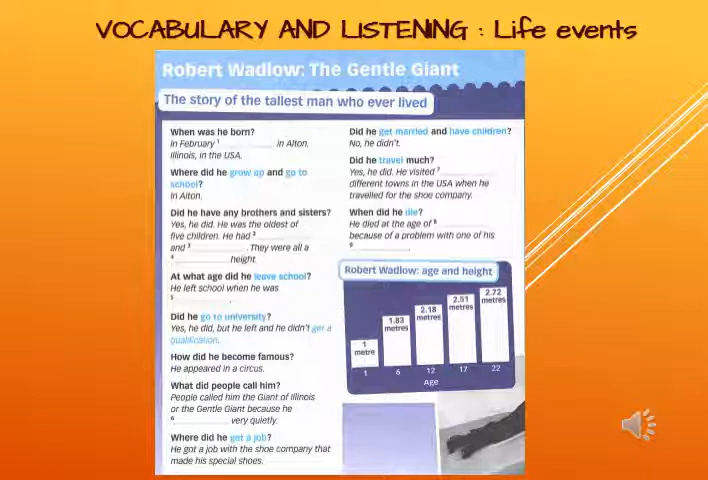 VOCABULARY AND LISTENING : Life events
Robert Wadlow: The Gentle Giant
The story of the tallest man who ever lived
When was he born?
In February 1 ________ in Alton,
Illinois, in the USA.
Where did he grow up and go to
school?
In Alton.
Did he have any brothers and sisters?
Yes, he did. He was the oldest of
five children. He had 2 ________
and 3 ________. They were all a
4 ________ height.
At what age did he leave school?
He left school when he was
5 ________.
Did he go to university?
Yes, he did, but he left and he didn't get a
qualification.
How did he become famous?
He appeared in a circus.
What did people call him?
People called him the Giant of Illinois
or the Gentle Giant because he
6 ________ very quietly.
Where did he get a job?
He got a job with the shoe company that
made his special shoes.
Did he get married and have children?
No, he didn't.
Did he travel much?
Yes, he did. He visited 7 ________
different towns in the USA when he
travelled for the shoe company.
When did he die?
He died at the age of 8 ________
because of a problem with one of his
9 ________.
Robert Wadlow: age and height
1
metre
1.83
metres
2.18
metres
2.51
metres
2.72
metres
1 6 12 17 22
Age